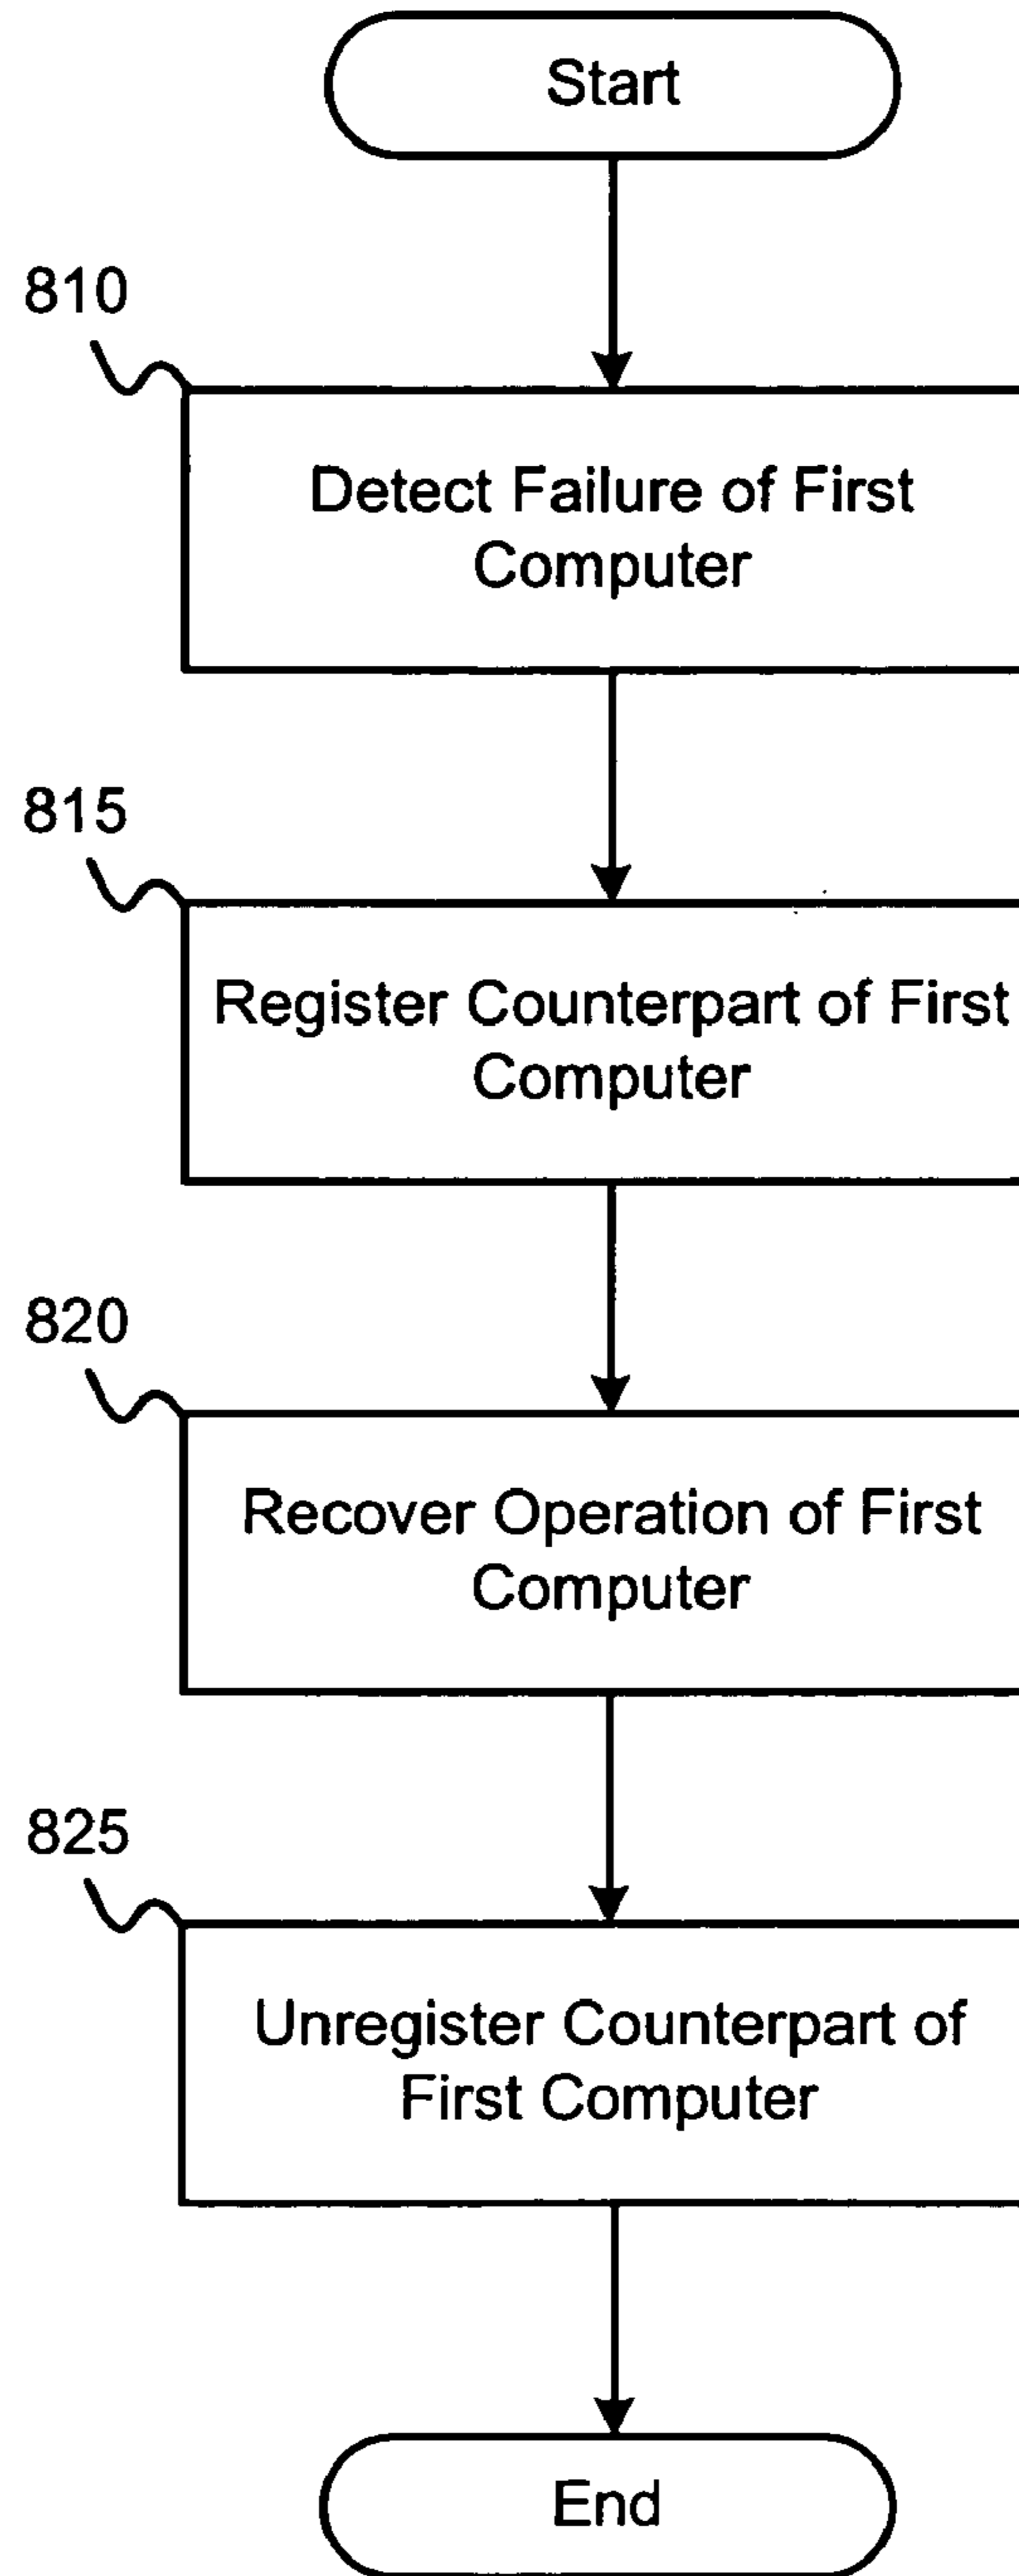 Start
810
Detect Failure of First
Computer
815
Register Counterpart of First
Computer
820
Recover Operation of First
Computer
825
Unregister Counterpart of
First Computer
End